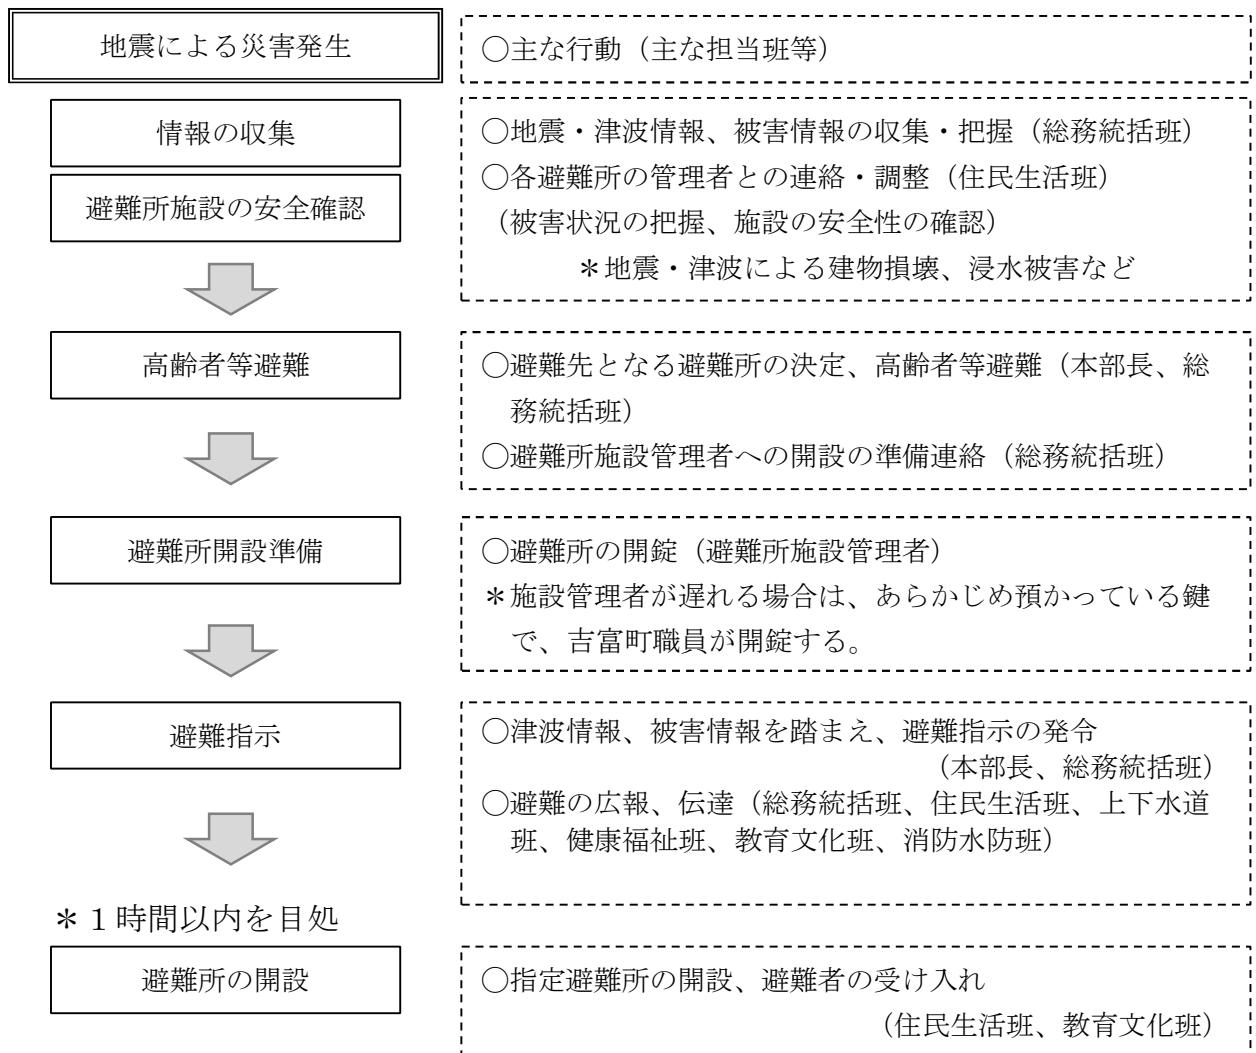 地震による災害発生
○主な行動（主な担当班等）
情報の収集
避難所施設の安全確認
○地震・津波情報、被害情報の収集・把握（総務統括班）
○各避難所の管理者との連絡・調整（住民生活班）
（被害状況の把握、施設の安全性の確認）
＊地震・津波による建物損壊、浸水被害など
高齢者等避難
○避難先となる避難所の決定、高齢者等避難（本部長、総
務統括班）
○避難所施設管理者への開設の準備連絡（総務統括班）
避難所開設準備
○避難所の開錠（避難所施設管理者）
＊施設管理者が遅れる場合は、あらかじめ預かっている鍵
で、吉富町職員が開錠する。
避難指示
○津波情報、被害情報を踏まえ、避難指示の発令
（本部長、総務統括班）
○避難の広報、伝達（総務統括班、住民生活班、上下水道
班、健康福祉班、教育文化班、消防水防班）
＊１時間以内を目処
避難所の開設
○指定避難所の開設、避難者の受け入れ
（住民生活班、教育文化班）